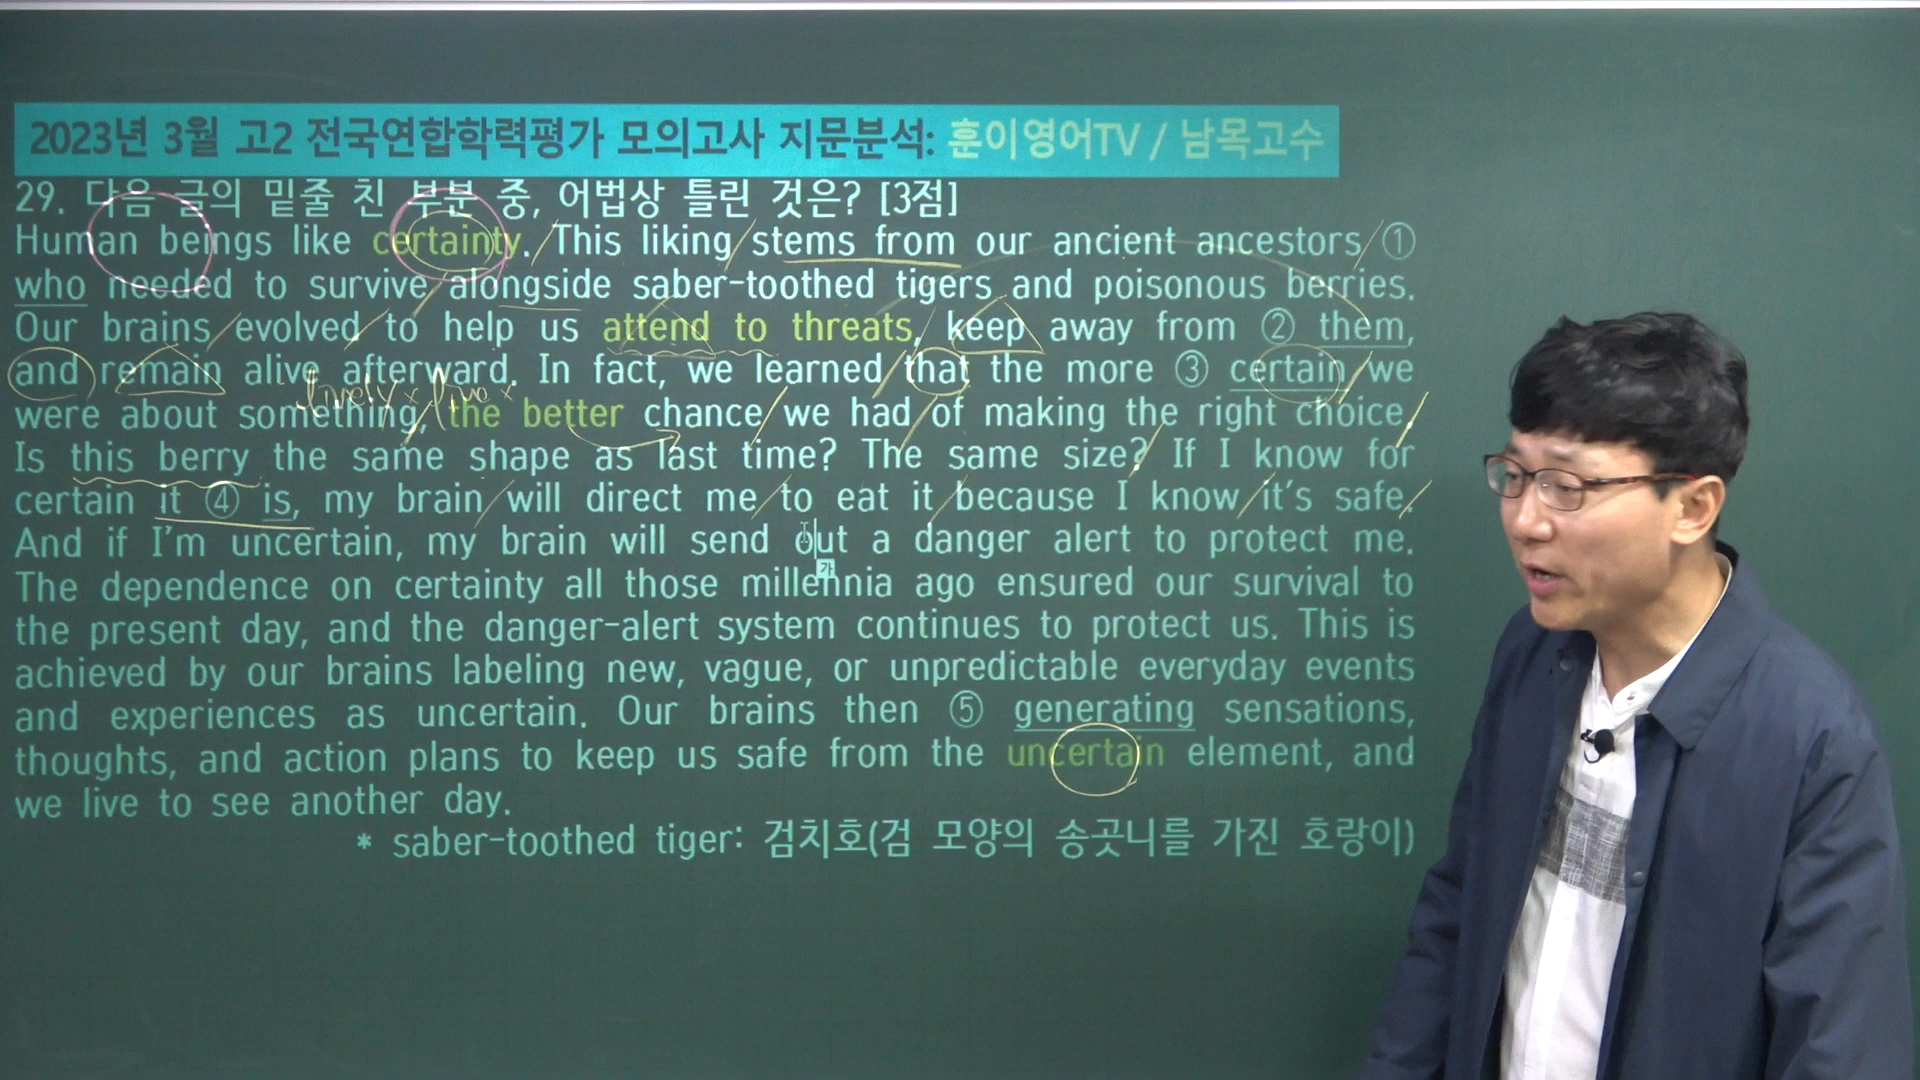 2023년 3월 고2 전국연합학력평가 모의고사 지문분석: 훈이영어TV / 남목고수
29. 다음 글의 밑줄 친 부분 중, 어법상 틀린 것은? [3점]
Human beings like certainty. This liking stems from our ancient ancestors ①
who needed to survive alongside saber-toothed tigers and poisonous berries.
Our brains evolved to help us attend to threats, keep away from ② them,
and remain alive afterward. In fact, we learned that the more ③ certain we
lively × live ×
were about something, the better chance we had of making the right choice.
Is this berry the same shape as last time? The same size? If I know for
certain it ④ is, my brain will direct me to eat it because I know it's safe.
And if I'm uncertain, my brain will send out a danger alert to protect me.
가
The dependence on certainty all those millennia ago ensured our survival to
the present day, and the danger-alert system continues to protect us. This is
achieved by our brains labeling new, vague, or unpredictable everyday events
and experiences as uncertain. Our brains then ⑤ generating sensations,
thoughts, and action plans to keep us safe from the uncertain element, and
we live to see another day.
* saber-toothed tiger: 검치호(검 모양의 송곳니를 가진 호랑이)